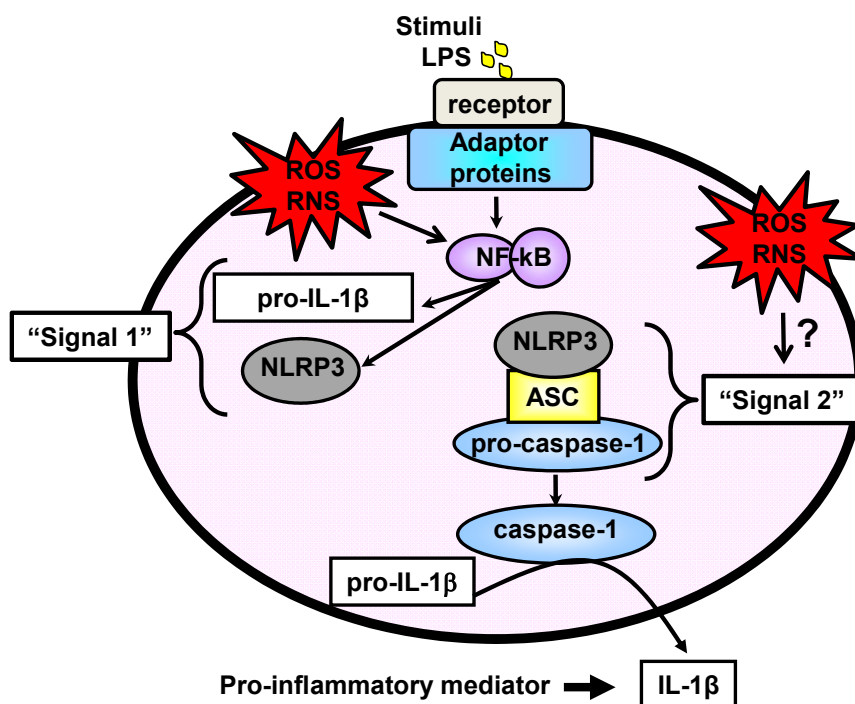 Stimuli
LPS
receptor
Adaptor
proteins
ROS
RNS
ROS
RNS
NF-kB
pro-IL-1β
“Signal 1”
?
NLRP3
NLRP3
ASC
“Signal 2”
pro-caspase-1
caspase-1
pro-IL-1β
Pro-inflammatory mediator
IL-1β